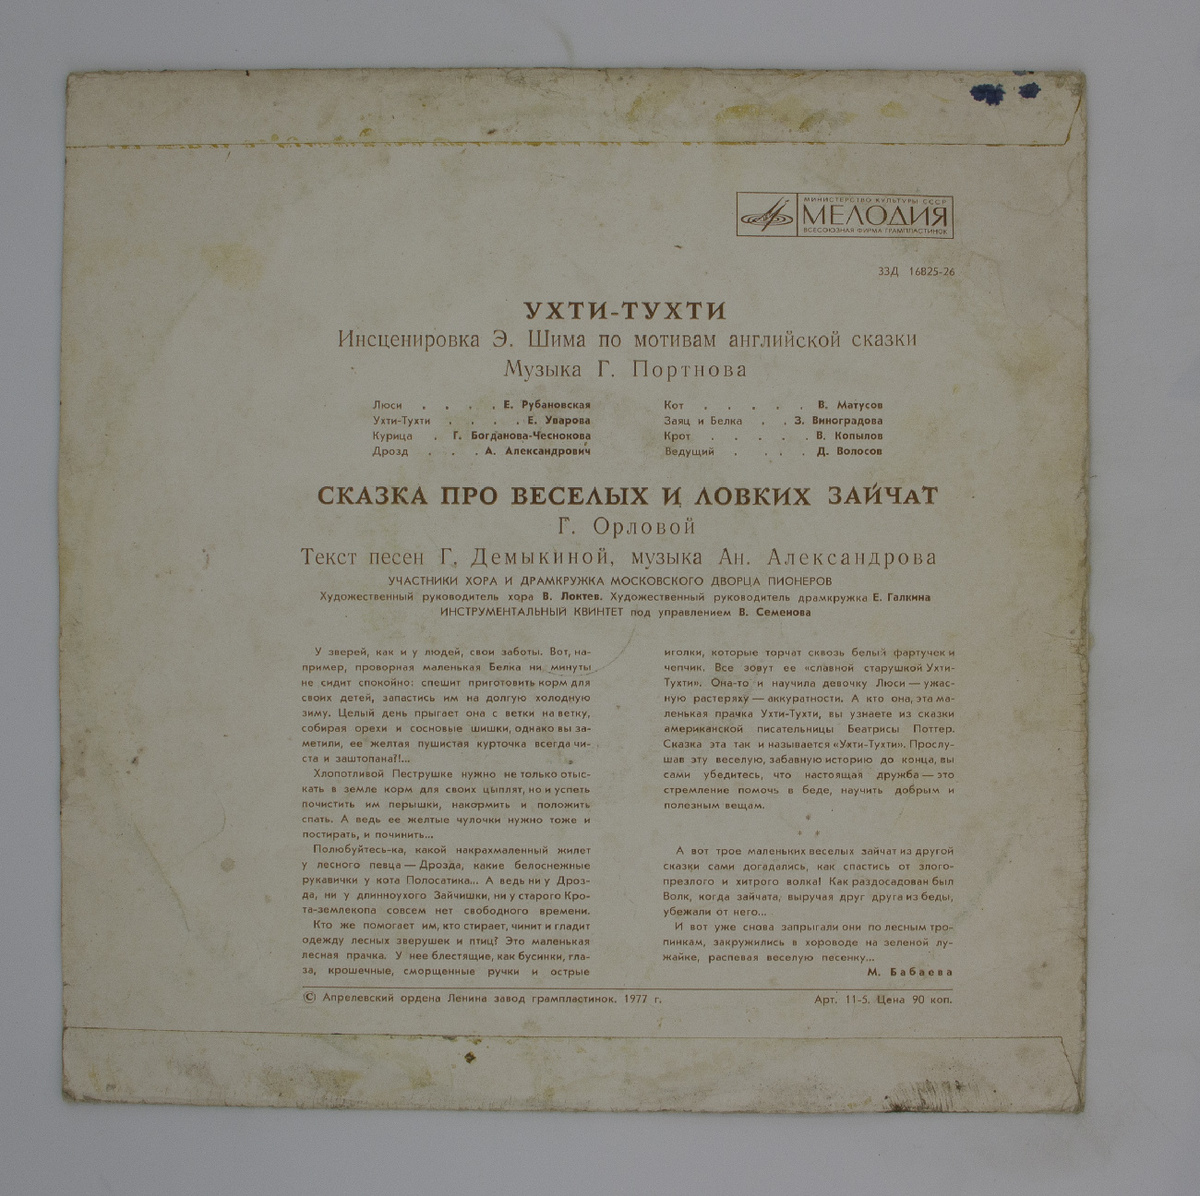 МИНИСТЕРСТВО КУЛЬТУРЫ СССР
МЕЛОДИЯ
ВСЕСОЮЗНАЯ ФИРМА ГРАМПЛАСТИНОК
33Д 16825-26
УХТИ-ТУХТИ
Инсценировка Э. Шима по мотивам английской сказки
Музыка Г. Портнова
Люси . . . . Е. Рубановская
Ухти-Тухти . . . . Е. Уварова
Курица . Г. Богданова-Чеснокова
Дрозд . . . А. Александрович
Кот . . . . . В. Матусов
Заяц и Белка . . З. Виноградова
Крот . . . . . В. Копылов
Ведущий . . . . Д. Волосов
СКАЗКА ПРО ВЕСЕЛЫХ И ЛОВКИХ ЗАЙЧАТ
Г. Орловой
Текст песен Г. Демыкиной, музыка Ан. Александрова
УЧАСТНИКИ ХОРА И ДРАМКРУЖКА МОСКОВСКОГО ДВОРЦА ПИОНЕРОВ
Художественный руководитель хора В. Локтев. Художественный руководитель драмкружка Е. Галкина
ИНСТРУМЕНТАЛЬНЫЙ КВИНТЕТ под управлением В. Семенова
У зверей, как и у людей, свои заботы. Вот, на-
пример, проворная маленькая Белка ни минуты
не сидит спокойно: спешит приготовить корм для
своих детей, запастись им на долгую холодную
зиму. Целый день прыгает она с ветки на ветку,
собирая орехи и сосновые шишки, однако вы за-
метили, ее желтая пушистая курточка всегда чи-
ста и заштопана?!...
Хлопотливой Пеструшке нужно не только отыс-
кать в земле корм для своих цыплят, но и успеть
почистить им перышки, накормить и положить
спать. А ведь ее желтые чулочки нужно тоже и
постирать, и починить...
Полюбуйтесь-ка, какой накрахмаленный жилет
у лесного певца — Дрозда, какие белоснежные
рукавички у кота Полосатика... А ведь ни у Дроз-
да, ни у длинноухого Зайчишки, ни у старого Кро-
та-землекопа совсем нет свободного времени.
Кто же помогает им, кто стирает, чинит и гладит
одежду лесных зверушек и птиц? Это маленькая
лесная прачка. У нее блестящие, как бусинки, гла-
за, крошечные, сморщенные ручки и острые
иголки, которые торчат сквозь белый фартучек и
чепчик. Все зовут ее «славной старушкой Ухти-
Тухти». Она-то и научила девочку Люси — ужас-
ную растеряху — аккуратности. А кто она, эта ма-
ленькая прачка Ухти-Тухти, вы узнаете из сказки
американской писательницы Беатрисы Поттер.
Сказка эта так и называется «Ухти-Тухти». Прослу-
шав эту веселую, забавную историю до конца, вы
сами убедитесь, что настоящая дружба — это
стремление помочь в беде, научить добрым и
полезным вещам.
А вот трое маленьких веселых зайчат из другой
сказки сами догадались, как спастись от злого-
презлого и хитрого волка! Как раздосадован был
Волк, когда зайчата, выручая друг друга из беды,
убежали от него...
И вот уже снова запрыгали они по лесным тро-
пинкам, закружились в хороводе на зеленой лу-
жайке, распевая веселую песенку...
М. Бабаева
© Апрелевский ордена Ленина завод грампластинок. 1977 г.
Арт. 11-5. Цена 90 коп.